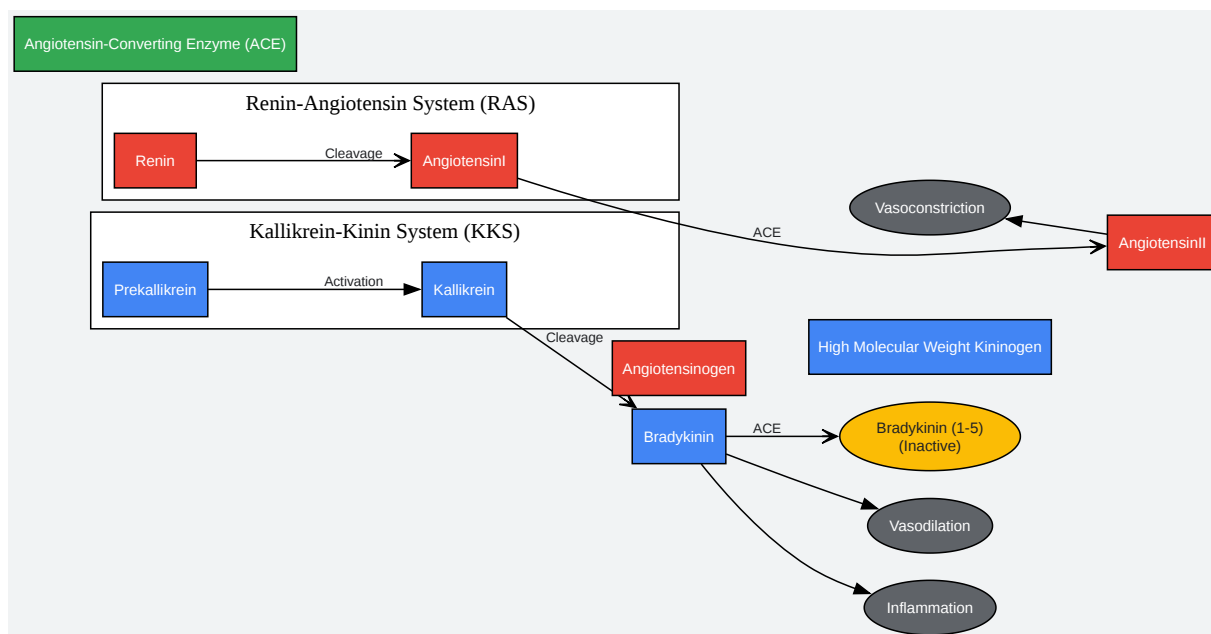 Angiotensin-Converting Enzyme (ACE)
Renin-Angiotensin System (RAS)
Renin
Cleavage
AngiotensinI
Vasoconstriction
ACE
AngiotensinII
Kallikrein-Kinin System (KKS)
Prekallikrein
Activation
Kallikrein
Cleavage
High Molecular Weight Kininogen
Angiotensinogen
Bradykinin
ACE
Bradykinin (1-5)
(Inactive)
Vasodilation
Inflammation